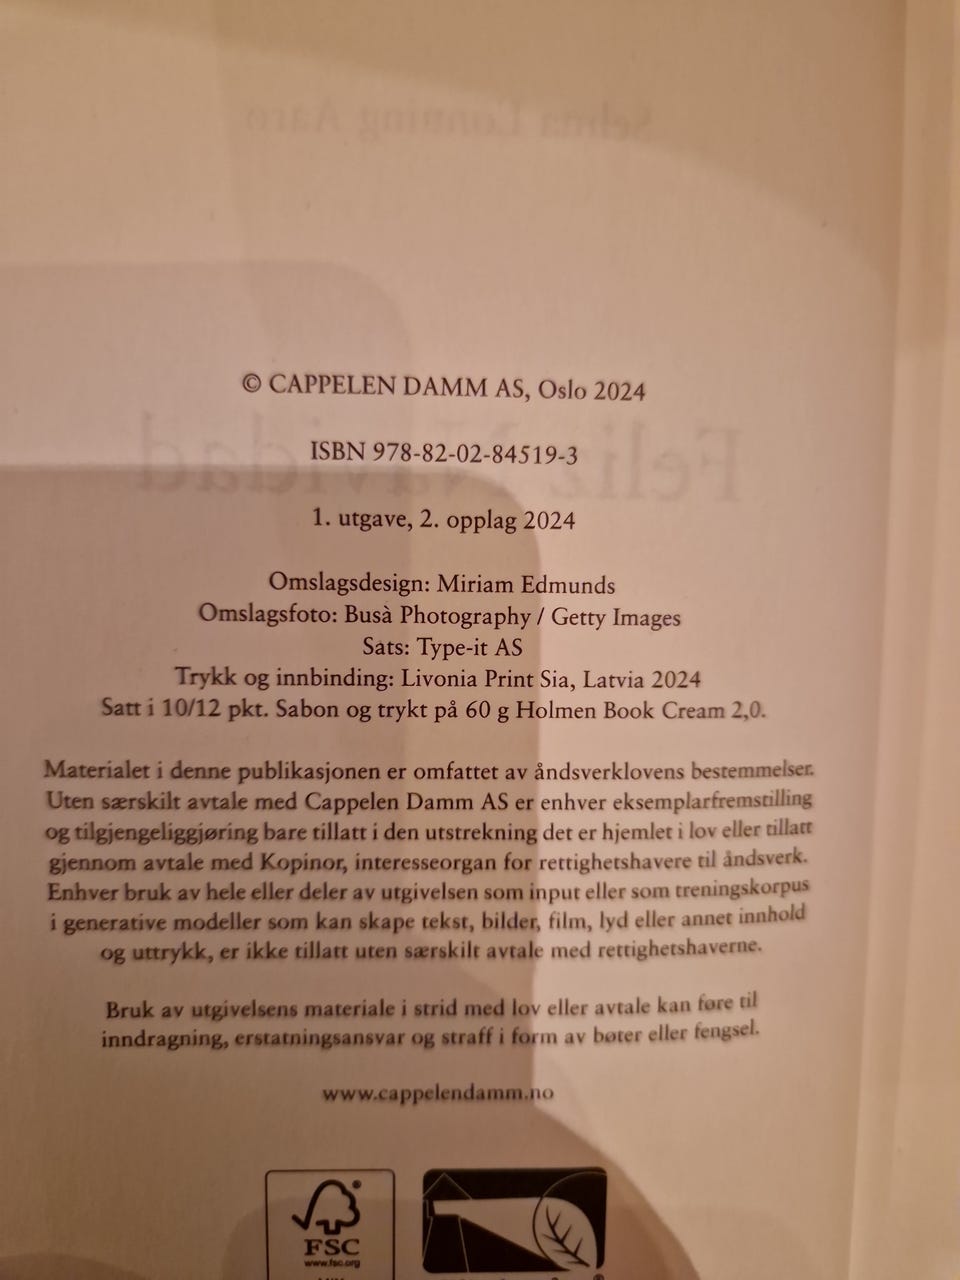 © CAPPELEN DAMM AS, Oslo 2024
ISBN 978-82-02-84519-3
1. utgave, 2. opplag 2024
Omslagsdesign: Miriam Edmunds
Omslagsfoto: Busà Photography / Getty Images
Sats: Type-it AS
Trykk og innbinding: Livonia Print Sia, Latvia 2024
Satt i 10/12 pkt. Sabon og trykt på 60 g Holmen Book Cream 2,0.
Materialet i denne publikasjonen er omfattet av åndsverklovens bestemmelser.
Uten særskilt avtale med Cappelen Damm AS er enhver eksemplarfremstilling
og tilgjengeliggjøring bare tillatt i den utstrekning det er hjemlet i lov eller tillatt
gjennom avtale med Kopinor, interesseorgan for rettighetshavere til åndsverk.
Enhver bruk av hele eller deler av utgivelsen som input eller som treningskorpus
i generative modeller som kan skape tekst, bilder, film, lyd eller annet innhold
og uttrykk, er ikke tillatt uten særskilt avtale med rettighetshaverne.
Bruk av utgivelsens materiale i strid med lov eller avtale kan føre til
inndragning, erstatningsansvar og straff i form av bøter eller fengsel.
www.cappelendamm.no
FSC
www.fsc.org